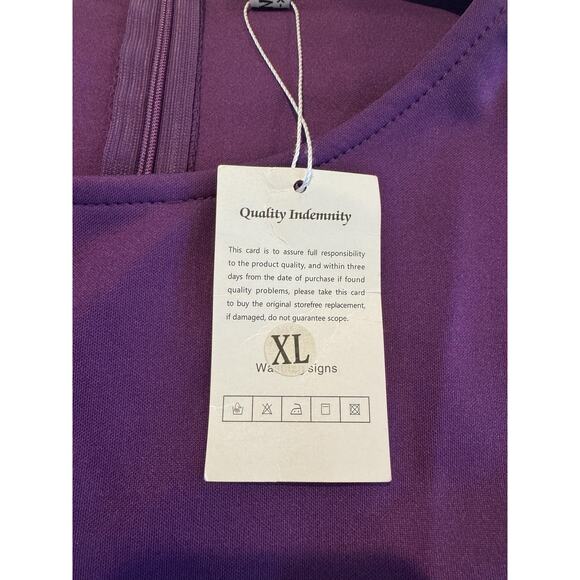 Quality Indemnity
This card is to assure full responsibility
to the product quality, and within three
days from the date of purchase if found
quality problems, please take this card
to buy the original storefree replacement,
if damaged, do not guarantee scope.
XL
signs